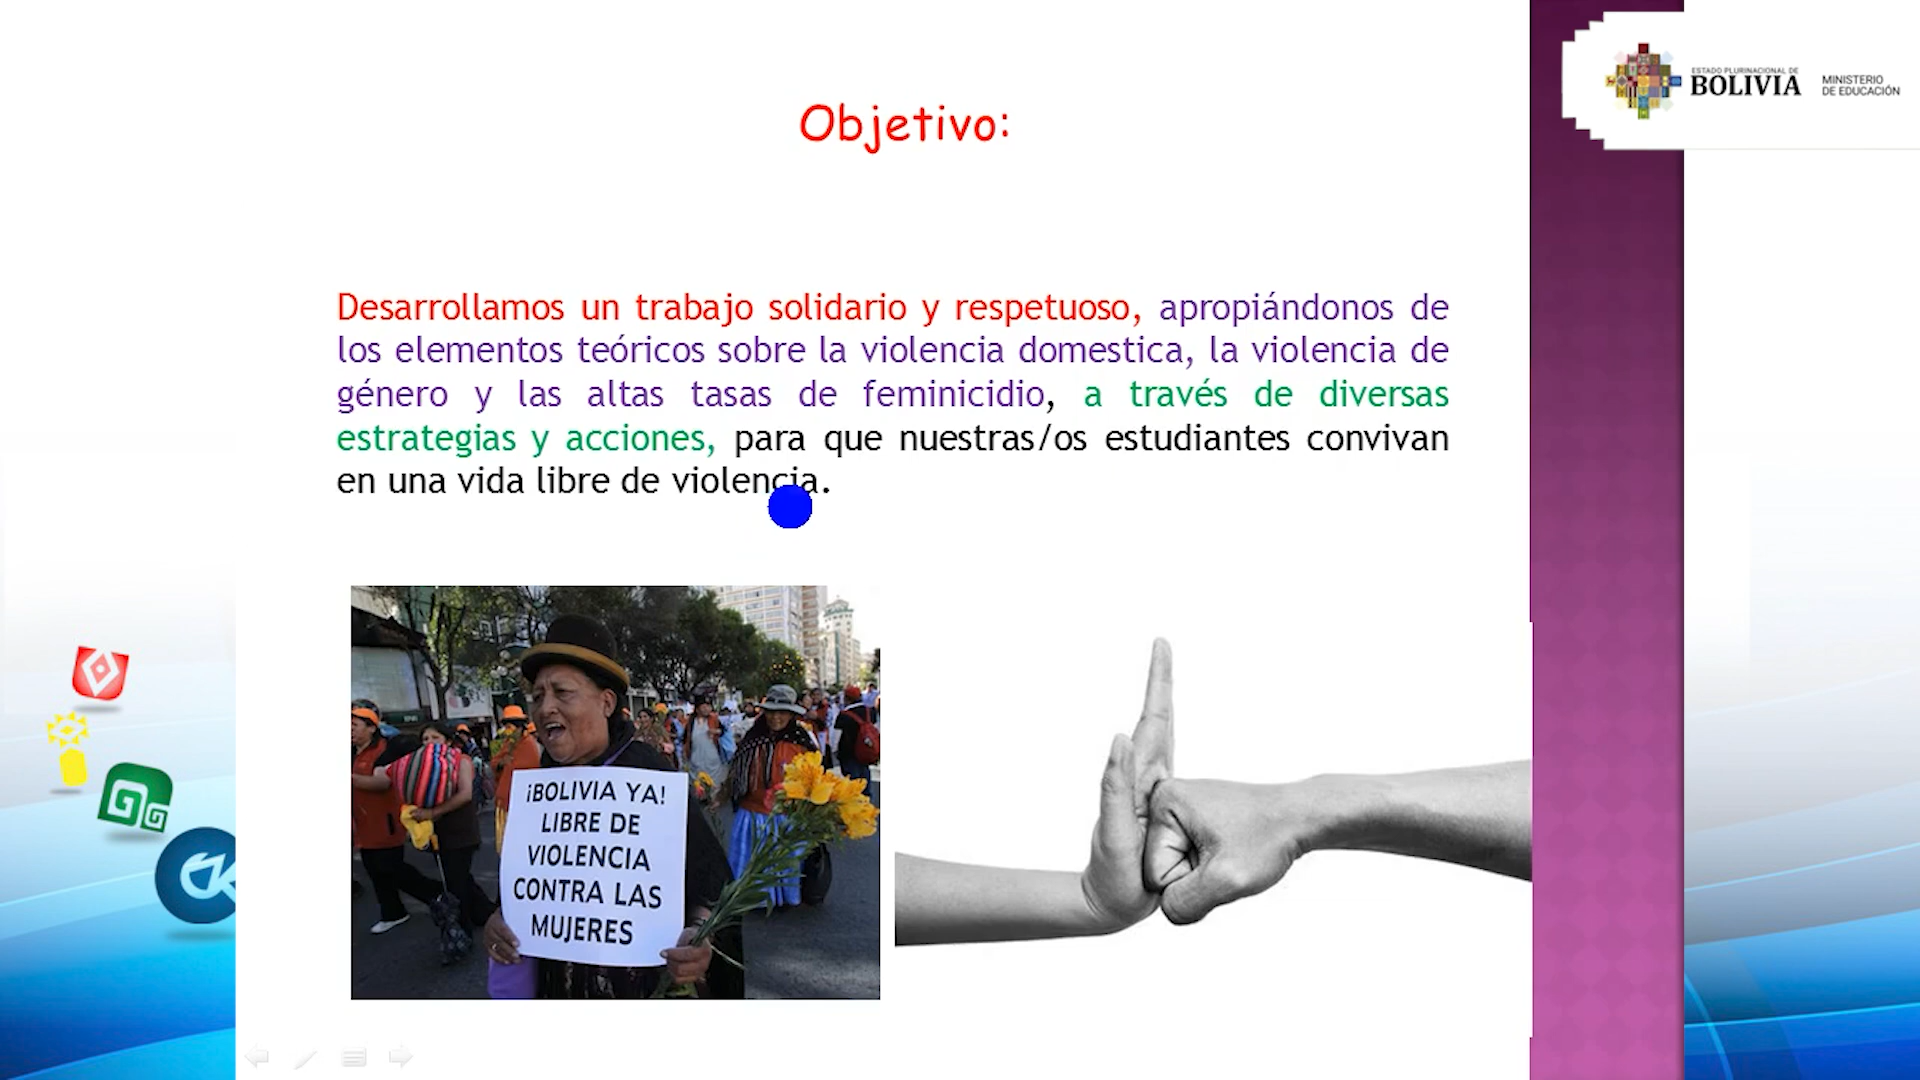 Objetivo:
ESTADO PLURINACIONAL DE
BOLIVIA
MINISTERIO
DE EDUCACIÓN
Desarrollamos un trabajo solidario y respetuoso, apropiándonos de
los elementos teóricos sobre la violencia domestica, la violencia de
género y las altas tasas de feminicidio, a través de diversas
estrategias y acciones, para que nuestras/os estudiantes convivan
en una vida libre de violencia.
¡BOLIVIA YA!
LIBRE DE
VIOLENCIA
CONTRA LAS
MUJERES